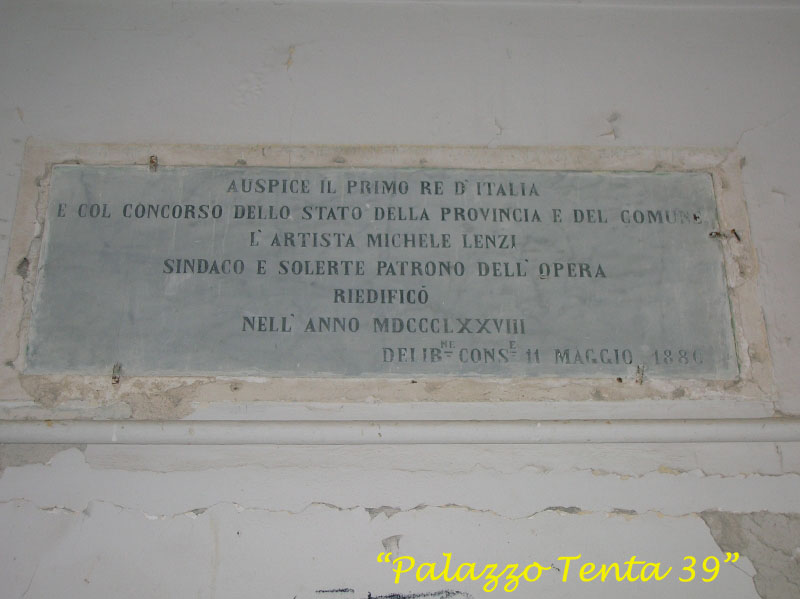 AUSPICE IL PRIMO RE D'ITALIA
E COL CONCORSO DELLO STATO DELLA PROVINCIA E DEL COMUNE
L'ARTISTA MICHELE LENZI
SINDACO E SOLERTE PATRONO DELL'OPERA
RIEDIFICÒ
NELL'ANNO MDCCCLXXVIII
DELIB.NE CONS.E 11 MAGGIO 1886
"Palazzo Tenta 39"